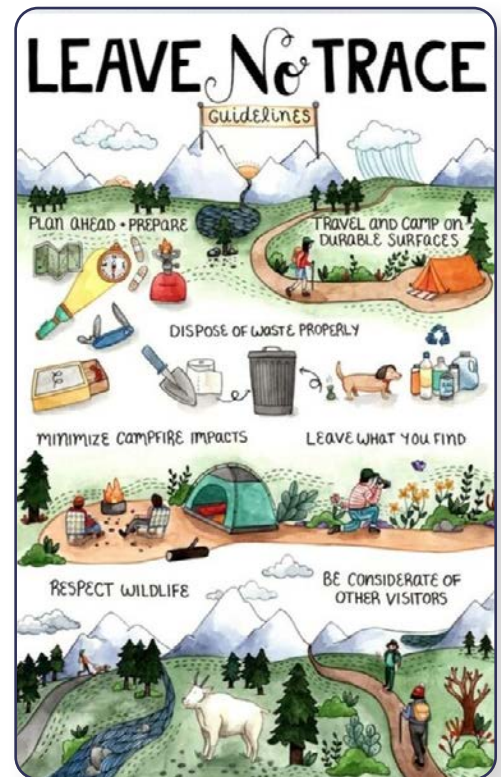 LEAVE No TRACE
GuidELINES
PLAN AHEAD • PREPARE
TRAVEL AND CAMP ON
DURABLE SURFACES
DISPOSE OF WASTE PROPERLY
MINIMIZE CAMPFIRE IMPACTS
LEAVE WHAT YOU FIND
RESPECT WILDLIFE
BE CONSIDERATE OF
OTHER VISITORS